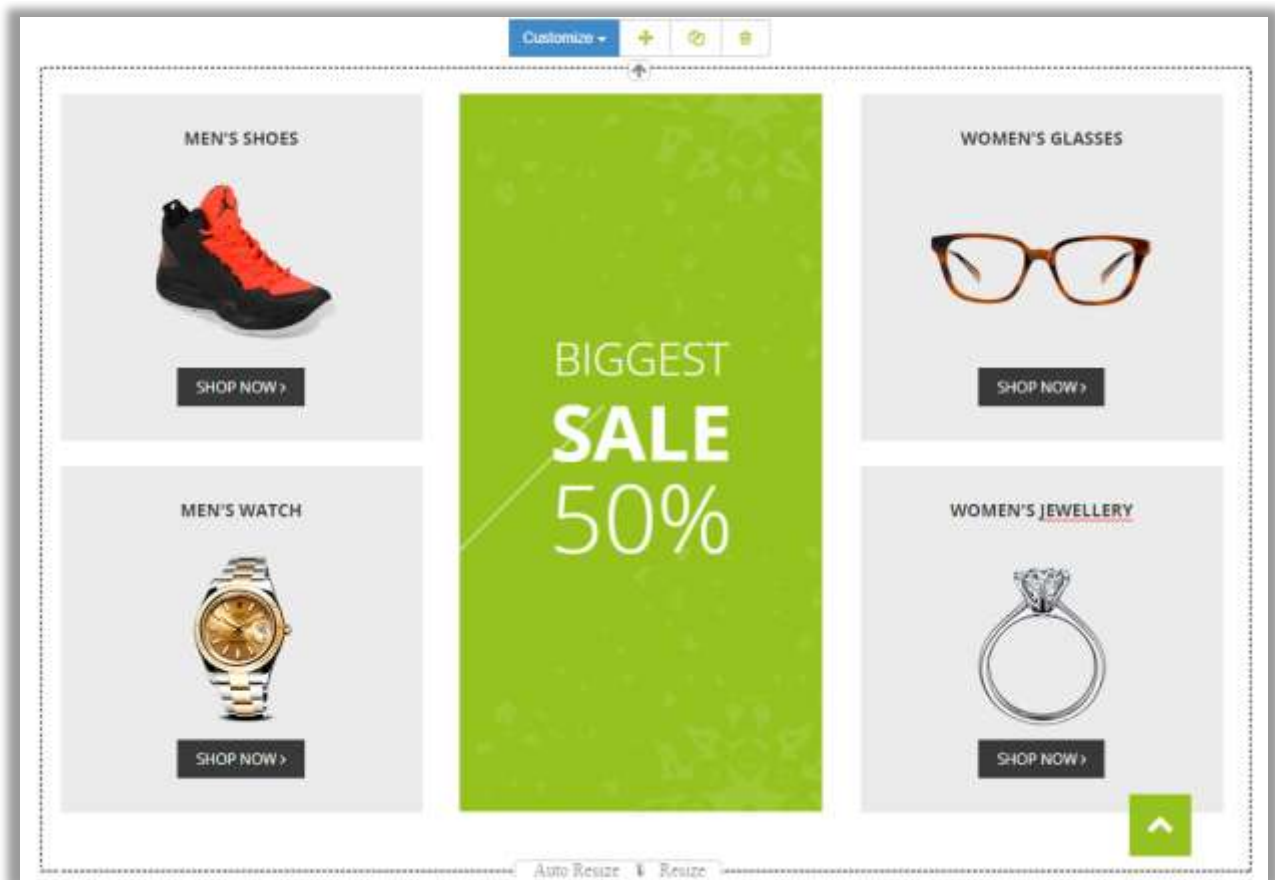 Customize
MEN'S SHOES
SHOP NOW ›
MEN'S WATCH
SHOP NOW ›
BIGGEST
SALE
50%
WOMEN'S GLASSES
SHOP NOW ›
WOMEN'S JEWELLERY
SHOP NOW ›
Auto Resize Resize